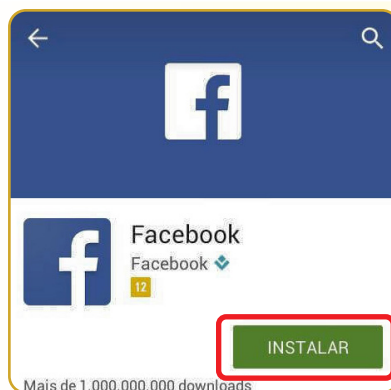 Facebook
Facebook
12
INSTALAR
Mais de 1.000.000.000 downloads